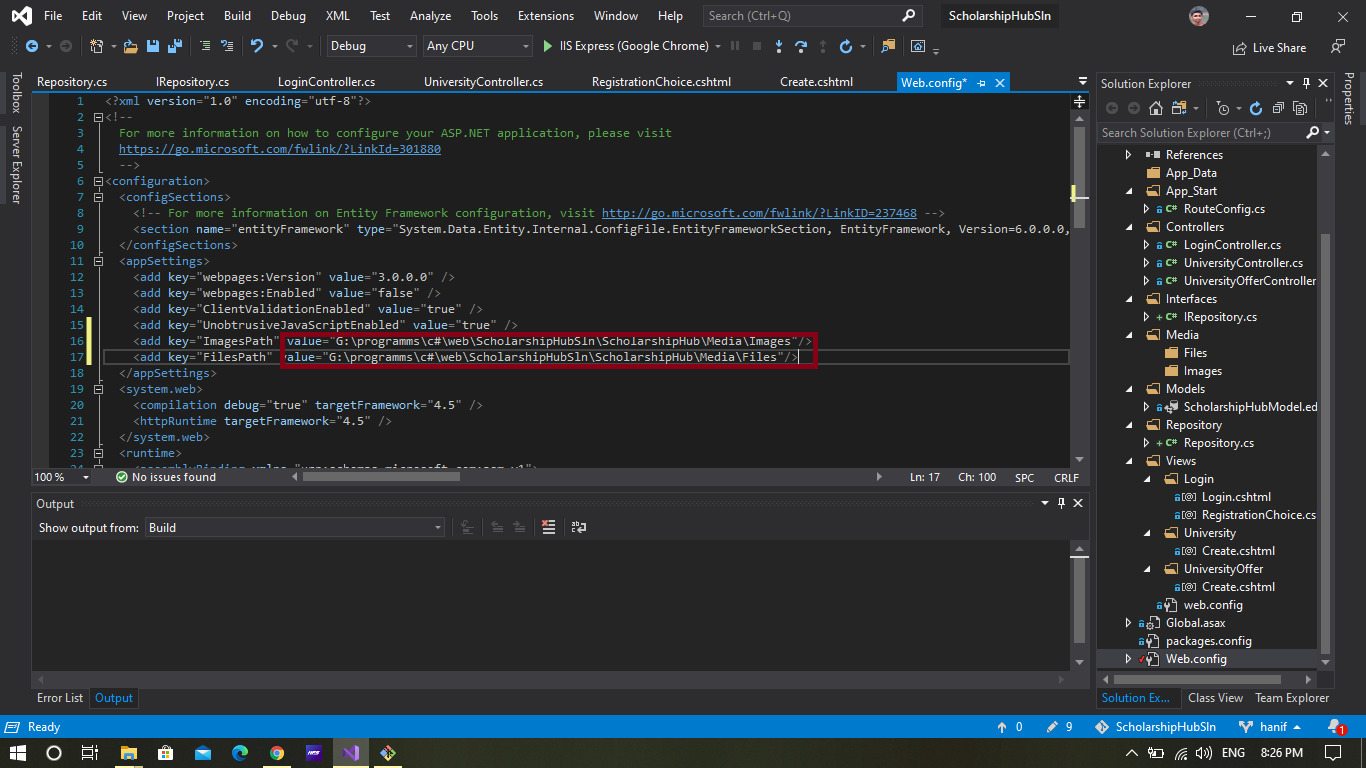 File Edit View Project Build Debug XML Test Analyze Tools Extensions Window Help Search (Ctrl+Q) ScholarshipHubSln
Debug Any CPU IIS Express (Google Chrome) Live Share
Toolbox
Server Explorer
Repository.cs IRepository.cs LoginController.cs UniversityController.cs RegistrationChoice.cshtml Create.cshtml Web.config*
1 <?xml version="1.0" encoding="utf-8"?>
2 <!--
3 For more information on how to configure your ASP.NET application, please visit
4 https://go.microsoft.com/fwlink/?LinkId=301880
5 -->
6 <configuration>
7 <configSections>
8 <!-- For more information on Entity Framework configuration, visit http://go.microsoft.com/fwlink/?LinkID=237468 -->
9 <section name="entityFramework" type="System.Data.Entity.Internal.ConfigFile.EntityFrameworkSection, EntityFramework, Version=6.0.0.0,
10 </configSections>
11 <appSettings>
12 <add key="webpages:Version" value="3.0.0.0" />
13 <add key="webpages:Enabled" value="false" />
14 <add key="ClientValidationEnabled" value="true" />
15 <add key="UnobtrusiveJavaScriptEnabled" value="true" />
16 <add key="ImagesPath" value="G:\programms\c#\web\ScholarshipHubSln\ScholarshipHub\Media\Images"/>
17 <add key="FilesPath" value="G:\programms\c#\web\ScholarshipHubSln\ScholarshipHub\Media\Files"/>
18 </appSettings>
19 <system.web>
20 <compilation debug="true" targetFramework="4.5" />
21 <httpRuntime targetFramework="4.5" />
22 </system.web>
23 <runtime>
100 % No issues found Ln: 17 Ch: 100 SPC CRLF
Output
Show output from: Build
Error List Output
Solution Explorer
Search Solution Explorer (Ctrl+;)
References
App_Data
App_Start
C# RouteConfig.cs
Controllers
C# LoginController.cs
C# UniversityController.cs
C# UniversityOfferController
Interfaces
C# IRepository.cs
Media
Files
Images
Models
ScholarshipHubModel.ed
Repository
C# Repository.cs
Views
Login
Login.cshtml
RegistrationChoice.cs
University
Create.cshtml
UniversityOffer
Create.cshtml
web.config
Global.asax
packages.config
Web.config
Solution Ex... Class View Team Explorer
Properties
Ready 0 9 ScholarshipHubSln hanif 1
ENG 8:26 PM